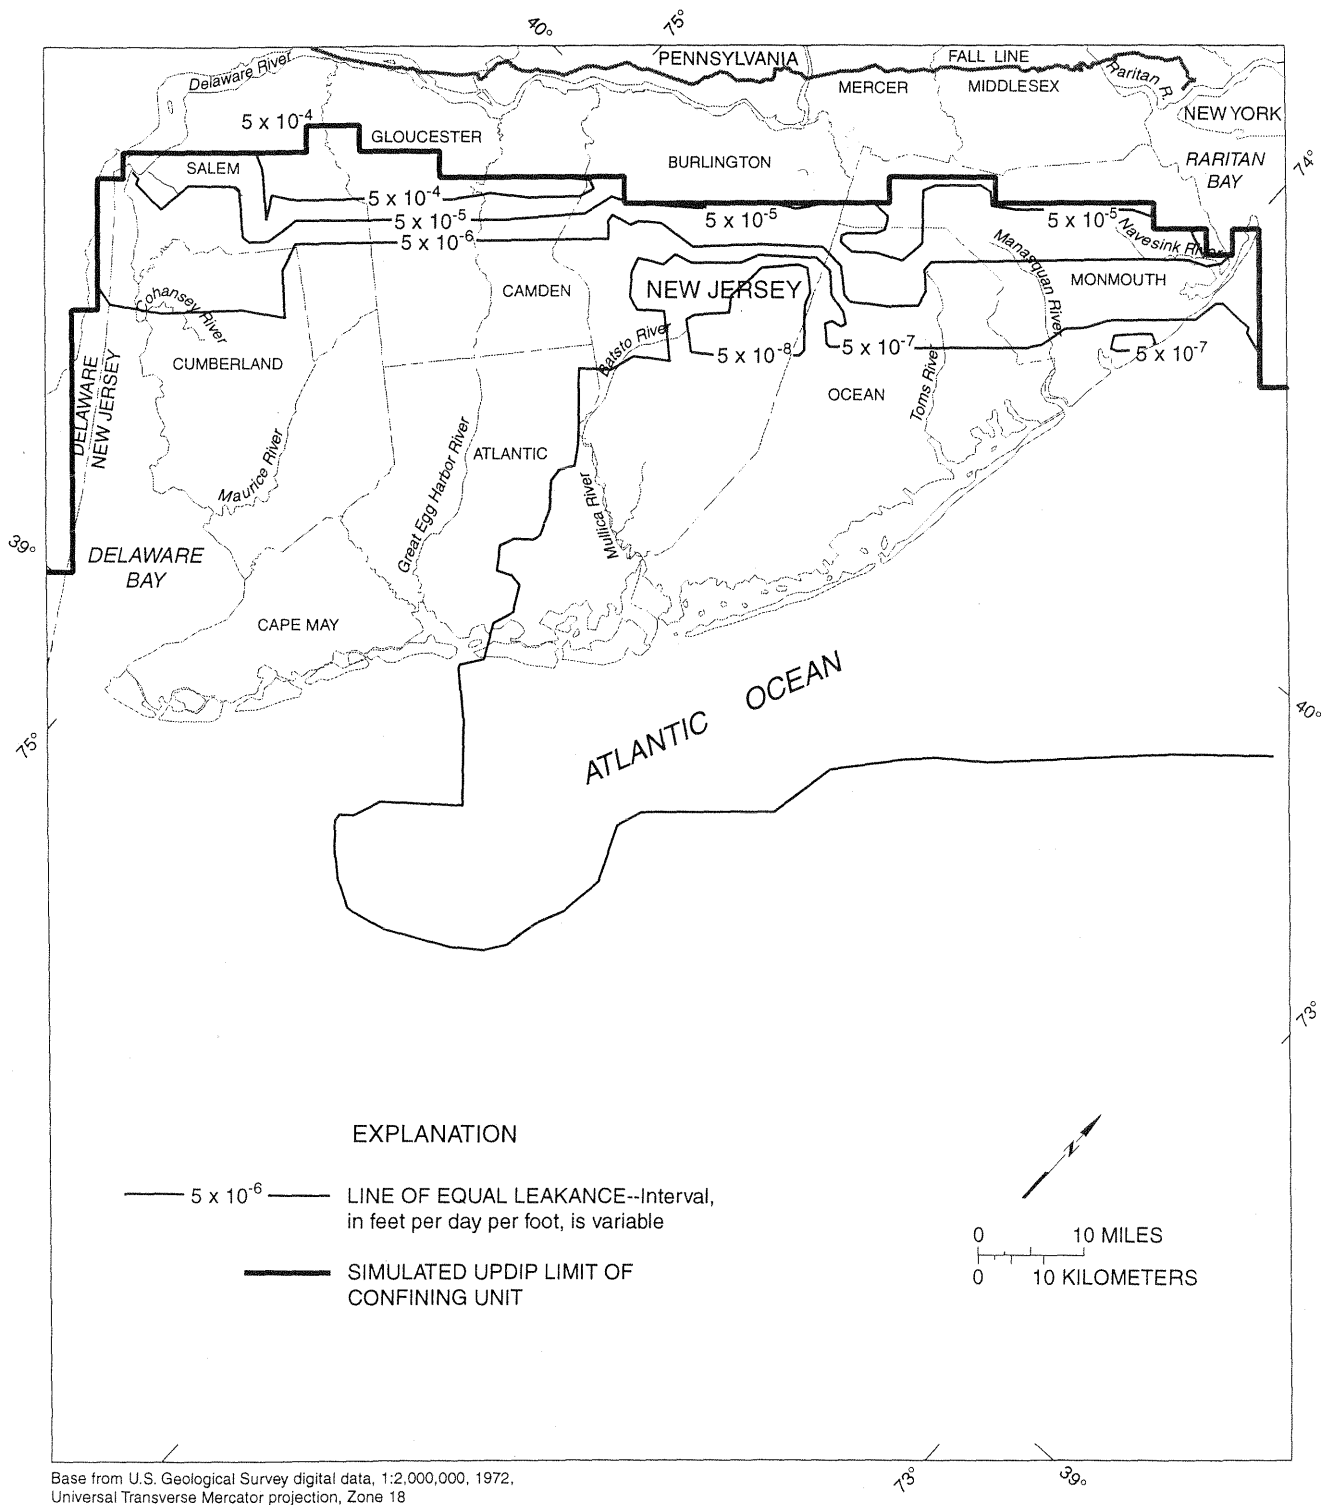 40°
75°
PENNSYLVANIA
FALL LINE
Delaware River
MERCER
MIDDLESEX
Raritan R.
NEW YORK
5 x 10-4
GLOUCESTER
SALEM
BURLINGTON
RARITAN
BAY
74°
5 x 10-4
5 x 10-5
5 x 10-5
5 x 10-5
5 x 10-6
Navesink River
Manasquan River
MONMOUTH
CAMDEN
NEW JERSEY
Cohansey River
Batsto River
5 x 10-8
5 x 10-7
5 x 10-7
CUMBERLAND
DELAWARE
NEW JERSEY
OCEAN
Toms River
ATLANTIC
Maurice River
Great Egg Harbor River
Mullica River
39°
DELAWARE
BAY
CAPE MAY
ATLANTIC OCEAN
40°
75°
73°
EXPLANATION
5 x 10-6 LINE OF EQUAL LEAKANCE--Interval,
in feet per day per foot, is variable
SIMULATED UPDIP LIMIT OF
CONFINING UNIT
N
0 10 MILES
0 10 KILOMETERS
73°
39°
Base from U.S. Geological Survey digital data, 1:2,000,000, 1972,
Universal Transverse Mercator projection, Zone 18